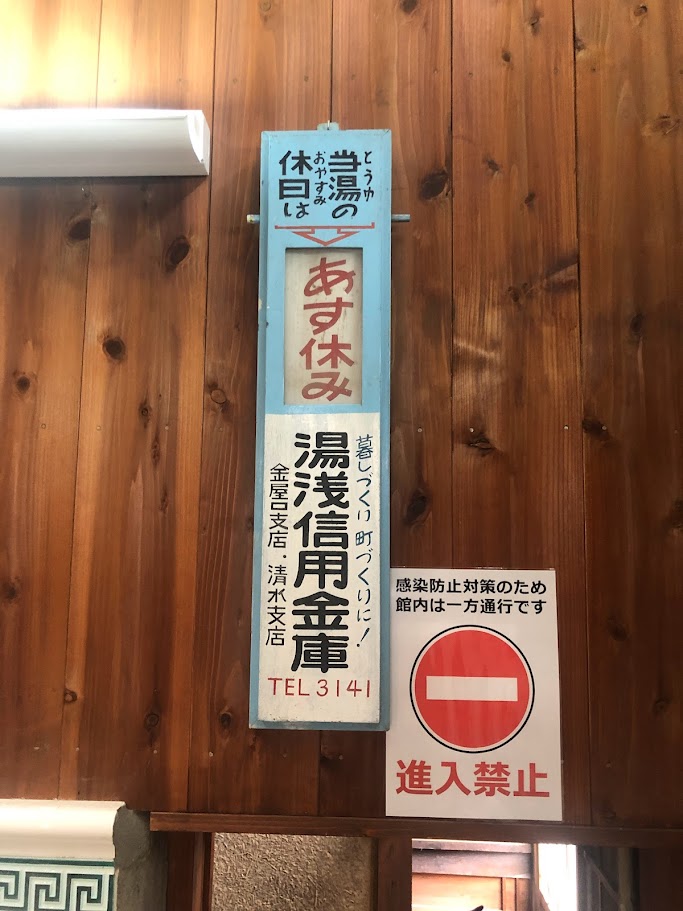 とうゆ
当湯の
おやすみ
休日は
あす休み
暮しづくり 町づくりに!
湯浅信用金庫
金屋口支店・清水支店
TEL 3141
感染防止対策のため
館内は一方通行です
進入禁止